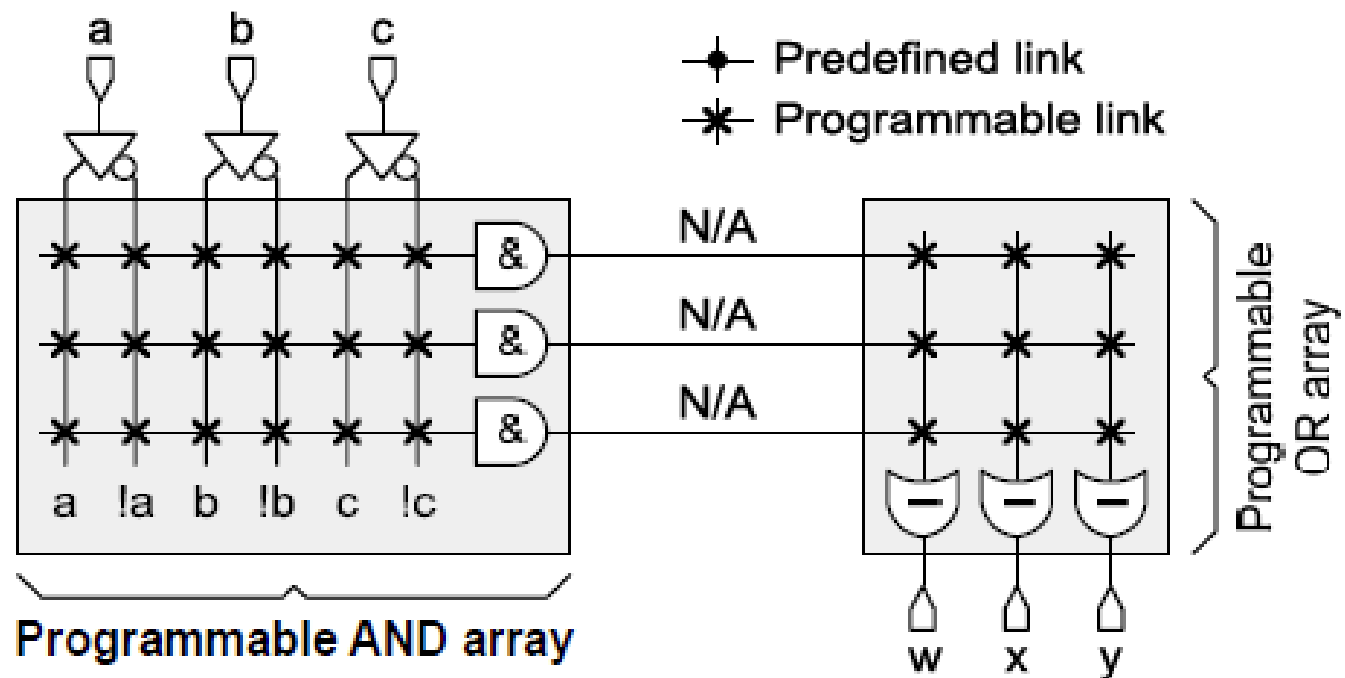 a b c
Predefined link
Programmable link
N/A
&
N/A
&
N/A
&
a !a b !b c !c
Programmable
OR array
Programmable AND array
w x y